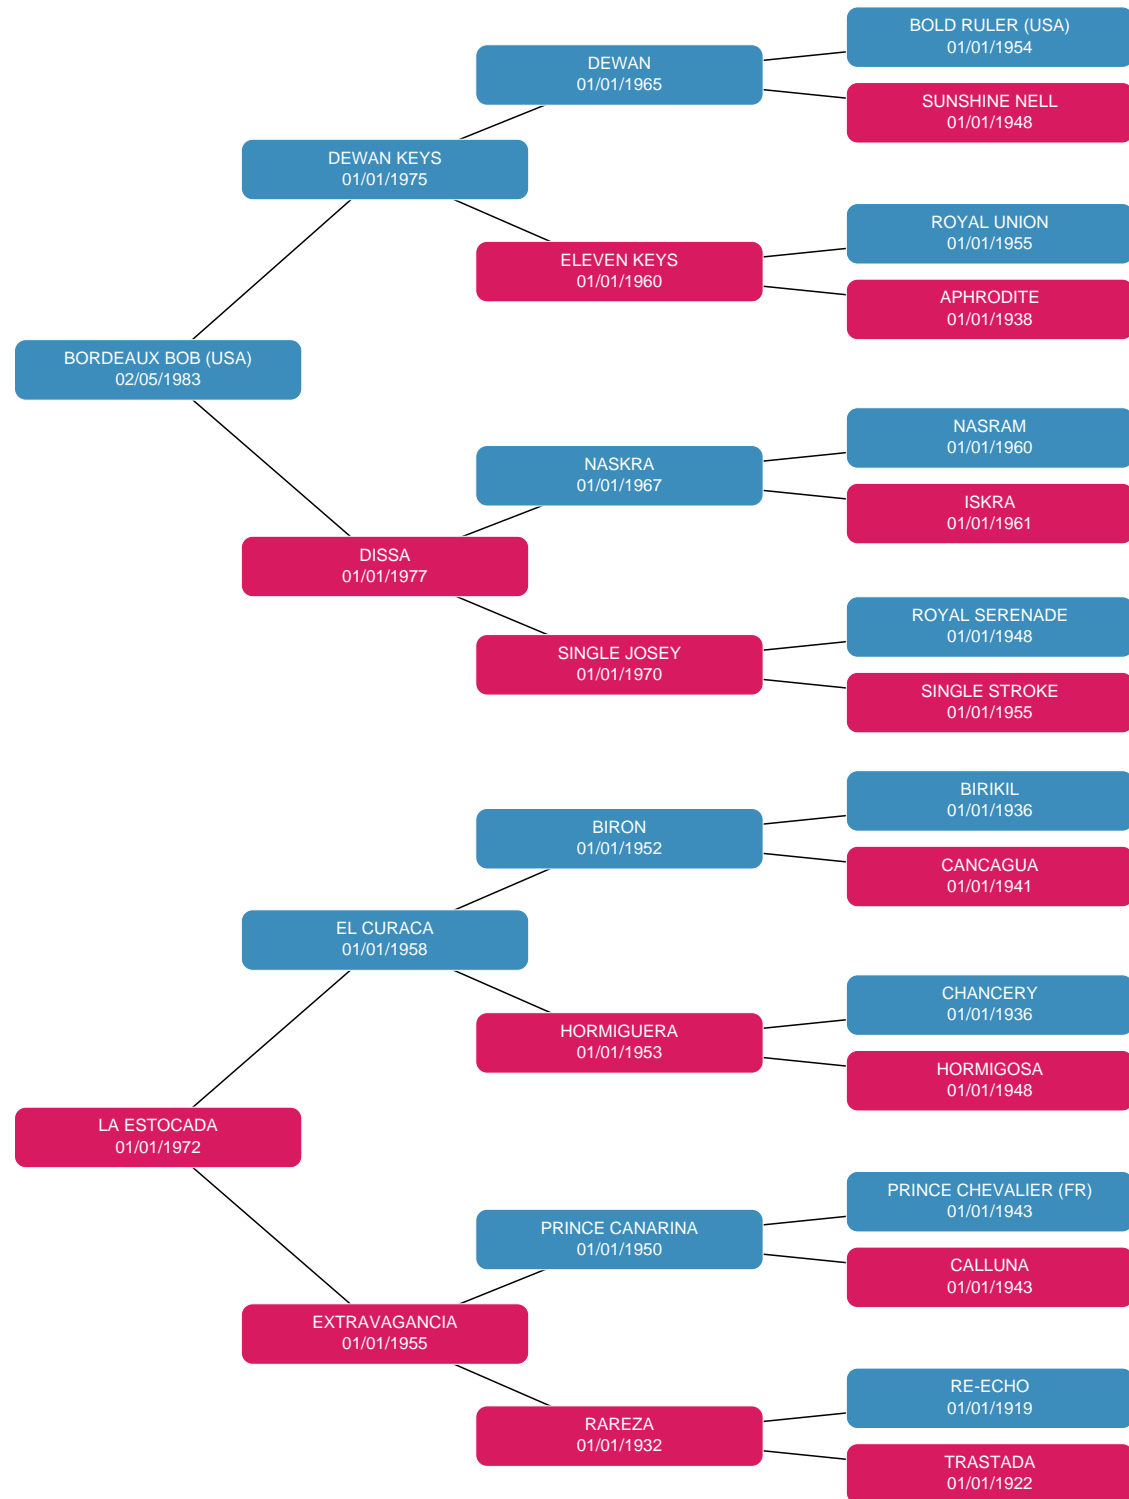 BOLD RULER (USA)
01/01/1954
DEWAN
01/01/1965
SUNSHINE NELL
01/01/1948
DEWAN KEYS
01/01/1975
ROYAL UNION
01/01/1955
ELEVEN KEYS
01/01/1960
APHRODITE
01/01/1938
BORDEAUX BOB (USA)
02/05/1983
NASRAM
01/01/1960
NASKRA
01/01/1967
ISKRA
01/01/1961
DISSA
01/01/1977
ROYAL SERENADE
01/01/1948
SINGLE JOSEY
01/01/1970
SINGLE STROKE
01/01/1955
BIRIKIL
01/01/1936
BIRON
01/01/1952
CANCAGUA
01/01/1941
EL CURACA
01/01/1958
CHANCERY
01/01/1936
HORMIGUERA
01/01/1953
HORMIGOSA
01/01/1948
LA ESTOCADA
01/01/1972
PRINCE CHEVALIER (FR)
01/01/1943
PRINCE CANARINA
01/01/1950
CALLUNA
01/01/1943
EXTRAVAGANCIA
01/01/1955
RE-ECHO
01/01/1919
RAREZA
01/01/1932
TRASTADA
01/01/1922